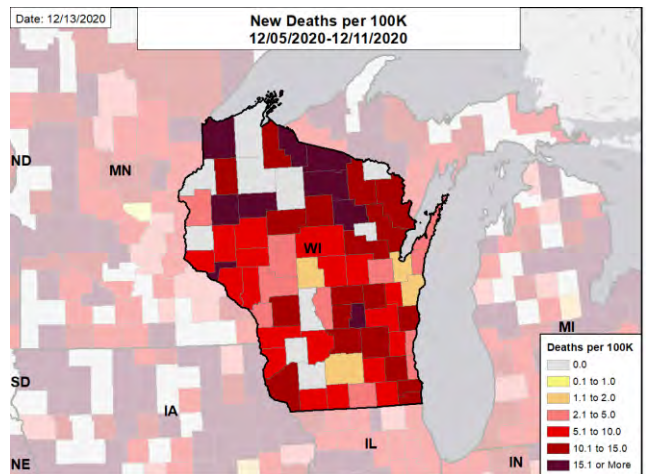 Date: 12/13/2020
New Deaths per 100K
12/05/2020-12/11/2020
ND
MN
WI
MI
SD
IA
NE
IL
IN
Deaths per 100K
0.0
0.1 to 1.0
1.1 to 2.0
2.1 to 5.0
5.1 to 10.0
10.1 to 15.0
15.1 or More